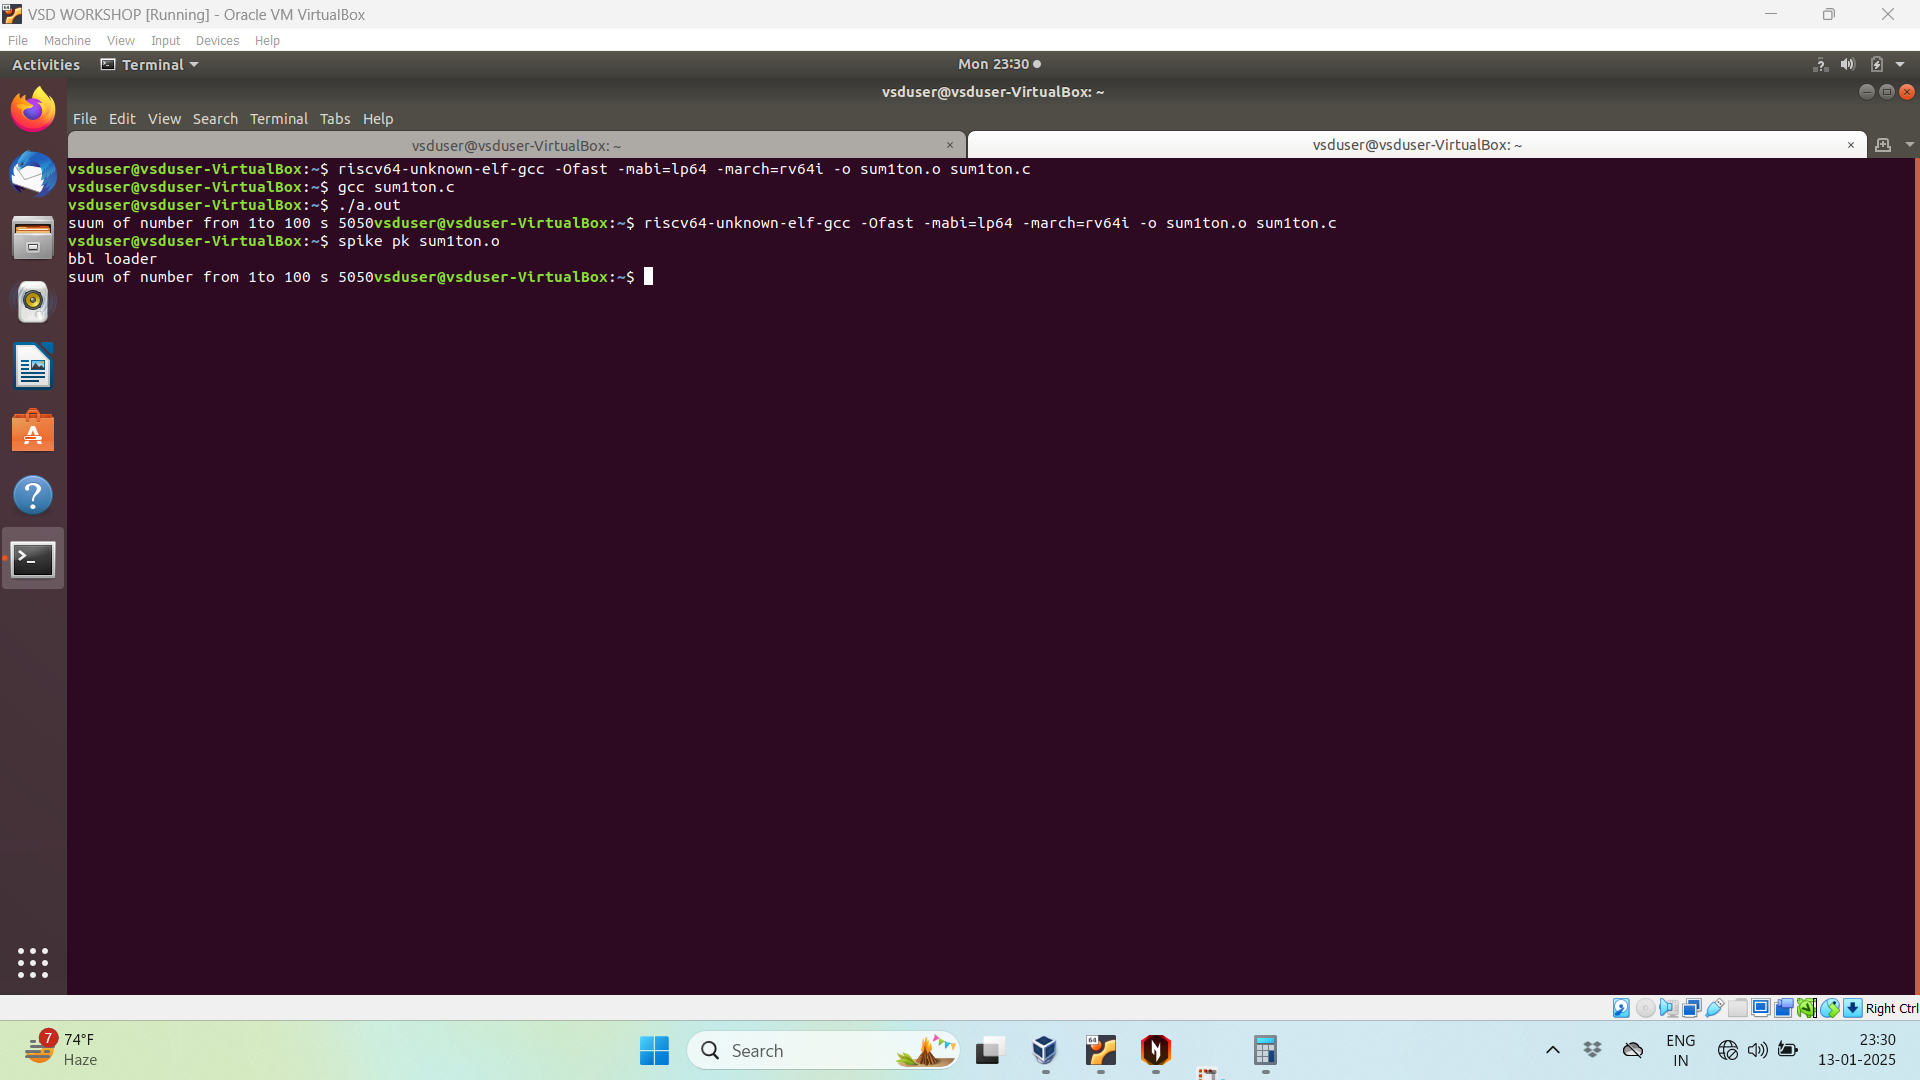 VSD WORKSHOP [Running] - Oracle VM VirtualBox
File Machine View Input Devices Help
Activities Terminal Mon 23:30
vsduser@vsduser-VirtualBox: ~
File Edit View Search Terminal Tabs Help
vsduser@vsduser-VirtualBox: ~ × vsduser@vsduser-VirtualBox: ~ ×
vsduser@vsduser-VirtualBox:~$ riscv64-unknown-elf-gcc -Ofast -mabi=lp64 -march=rv64i -o sum1ton.o sum1ton.c
vsduser@vsduser-VirtualBox:~$ gcc sum1ton.c
vsduser@vsduser-VirtualBox:~$ ./a.out
suum of number from 1to 100 s 5050vsduser@vsduser-VirtualBox:~$ riscv64-unknown-elf-gcc -Ofast -mabi=lp64 -march=rv64i -o sum1ton.o sum1ton.c
vsduser@vsduser-VirtualBox:~$ spike pk sum1ton.o
bbl loader
suum of number from 1to 100 s 5050vsduser@vsduser-VirtualBox:~$
Right Ctrl
7
74°F
Haze
Search
64
ENG
IN
23:30
13-01-2025